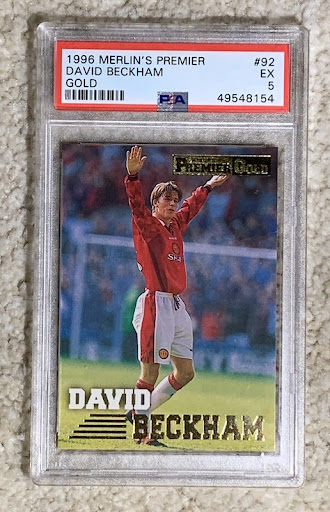 1996 MERLIN'S PREMIER #92
DAVID BECKHAM EX
GOLD 5
PSA 49548154
PREMIER GOLD
DAVID
BECKHAM